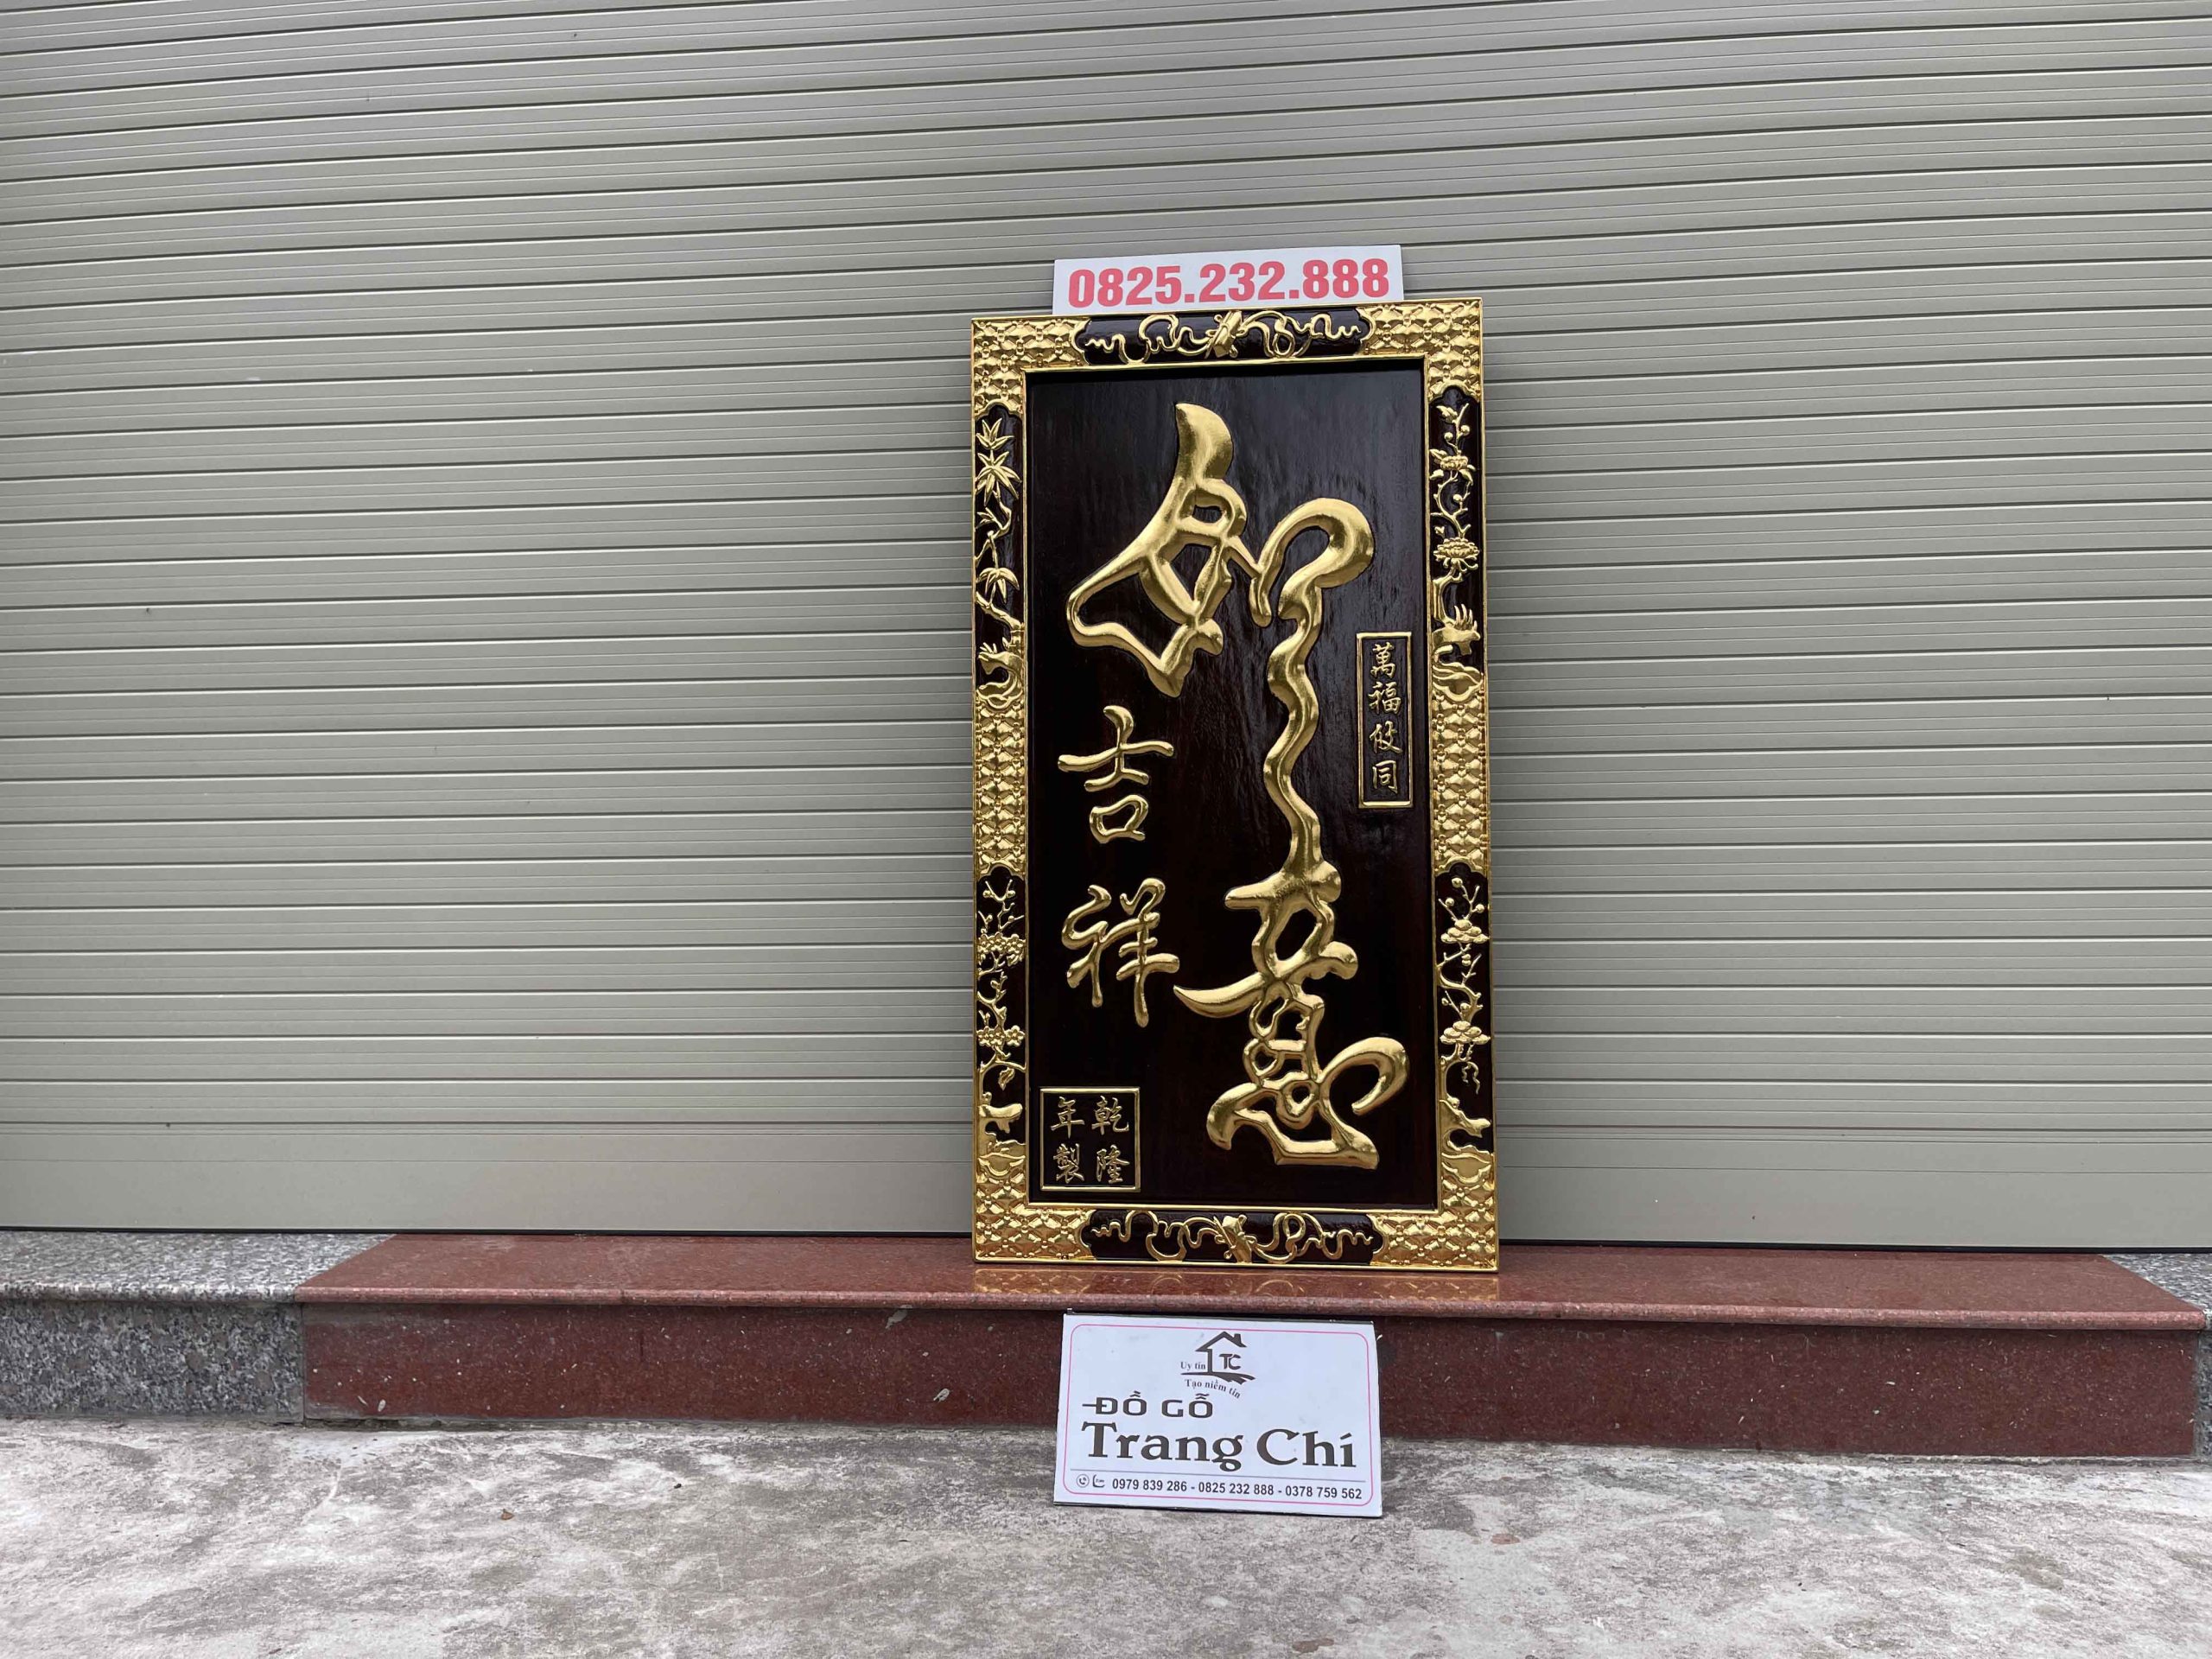 0825.232.888
如意
吉祥
萬福攸同
乾隆
年製
Uy tín TC
Tạo niềm tin
ĐỒ GỖ
Trang Chí
0979 839 286 - 0825 232 888 - 0378 759 562